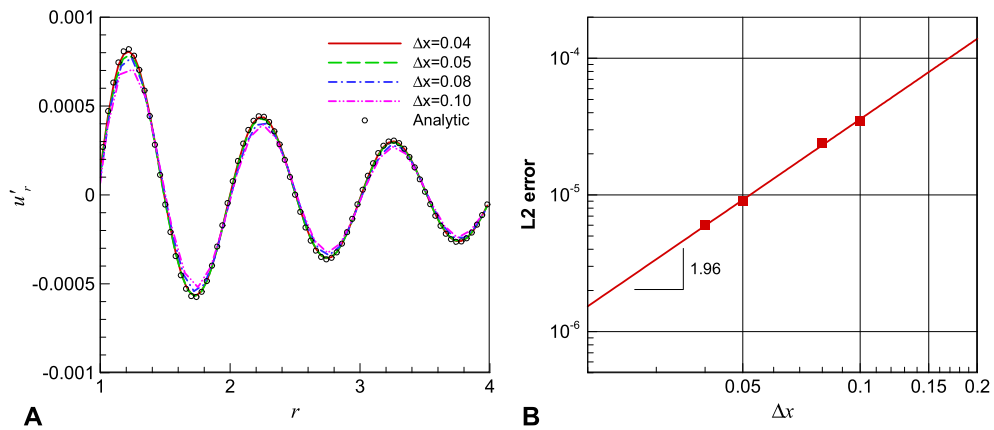 0.001
0.0005
0
-0.0005
-0.001
u′r
1
2
3
4
r
Δx=0.04
Δx=0.05
Δx=0.08
Δx=0.10
Analytic
A
10-4
10-5
10-6
L2 error
1.96
0.05
0.1
0.15
0.2
Δx
B